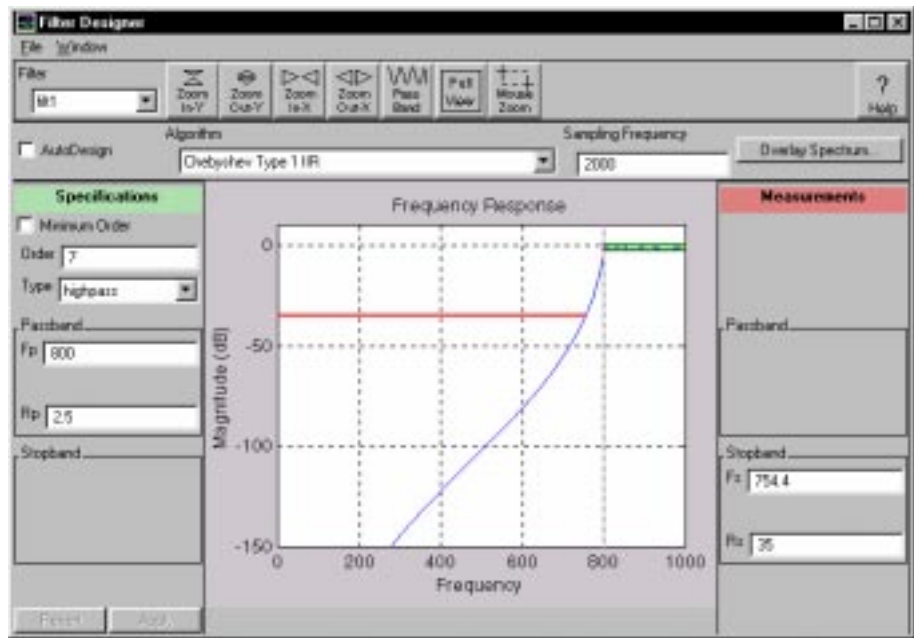 Filter Designer
File Window
Filter
filt1
Zoom In-Y
Zoom Out-Y
Zoom In-X
Zoom Out-X
Pass Band
Full View
Mouse Zoom
?
Help
AutoDesign
Algorithm
Chebyshev Type 1 IIR
Sampling Frequency
2000
Overlay Spectrum...
Specifications
Minimum Order
Order 7
Type highpass
Passband
Fp 800
Rp 2.5
Stopband
Revert
Apply
Frequency Response
Magnitude (dB)
0
-50
-100
-150
0 200 400 600 800 1000
Frequency
Measurements
Passband
Stopband
Fs 754.4
Rs 35